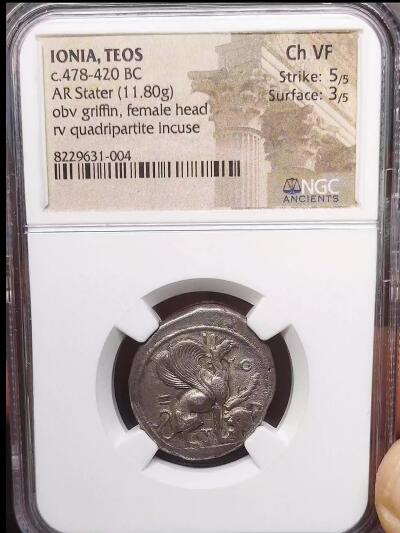 IONIA, TEOS
c.478-420 BC
AR Stater (11.80g)
obv griffin, female head
rv quadripartite incuse
8229631-004
Ch VF
Strike: 5/5
Surface: 3/5
NGC
ANCIENTS